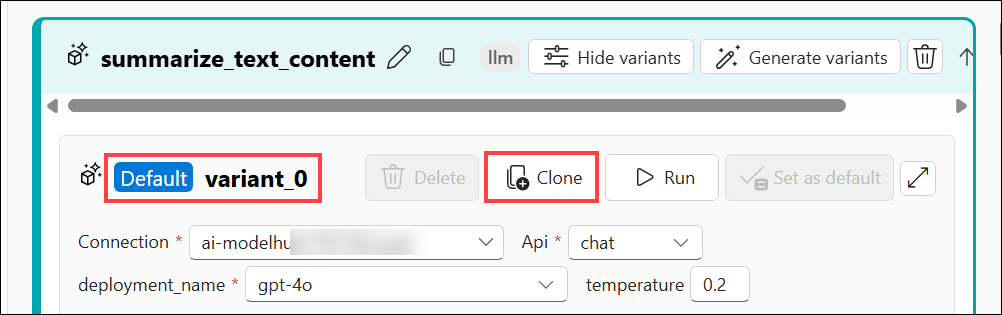 summarize_text_content llm Hide variants Generate variants
Default variant_0 Delete Clone Run Set as default
Connection * ai-modelhu Api * chat
deployment_name * gpt-4o temperature 0.2